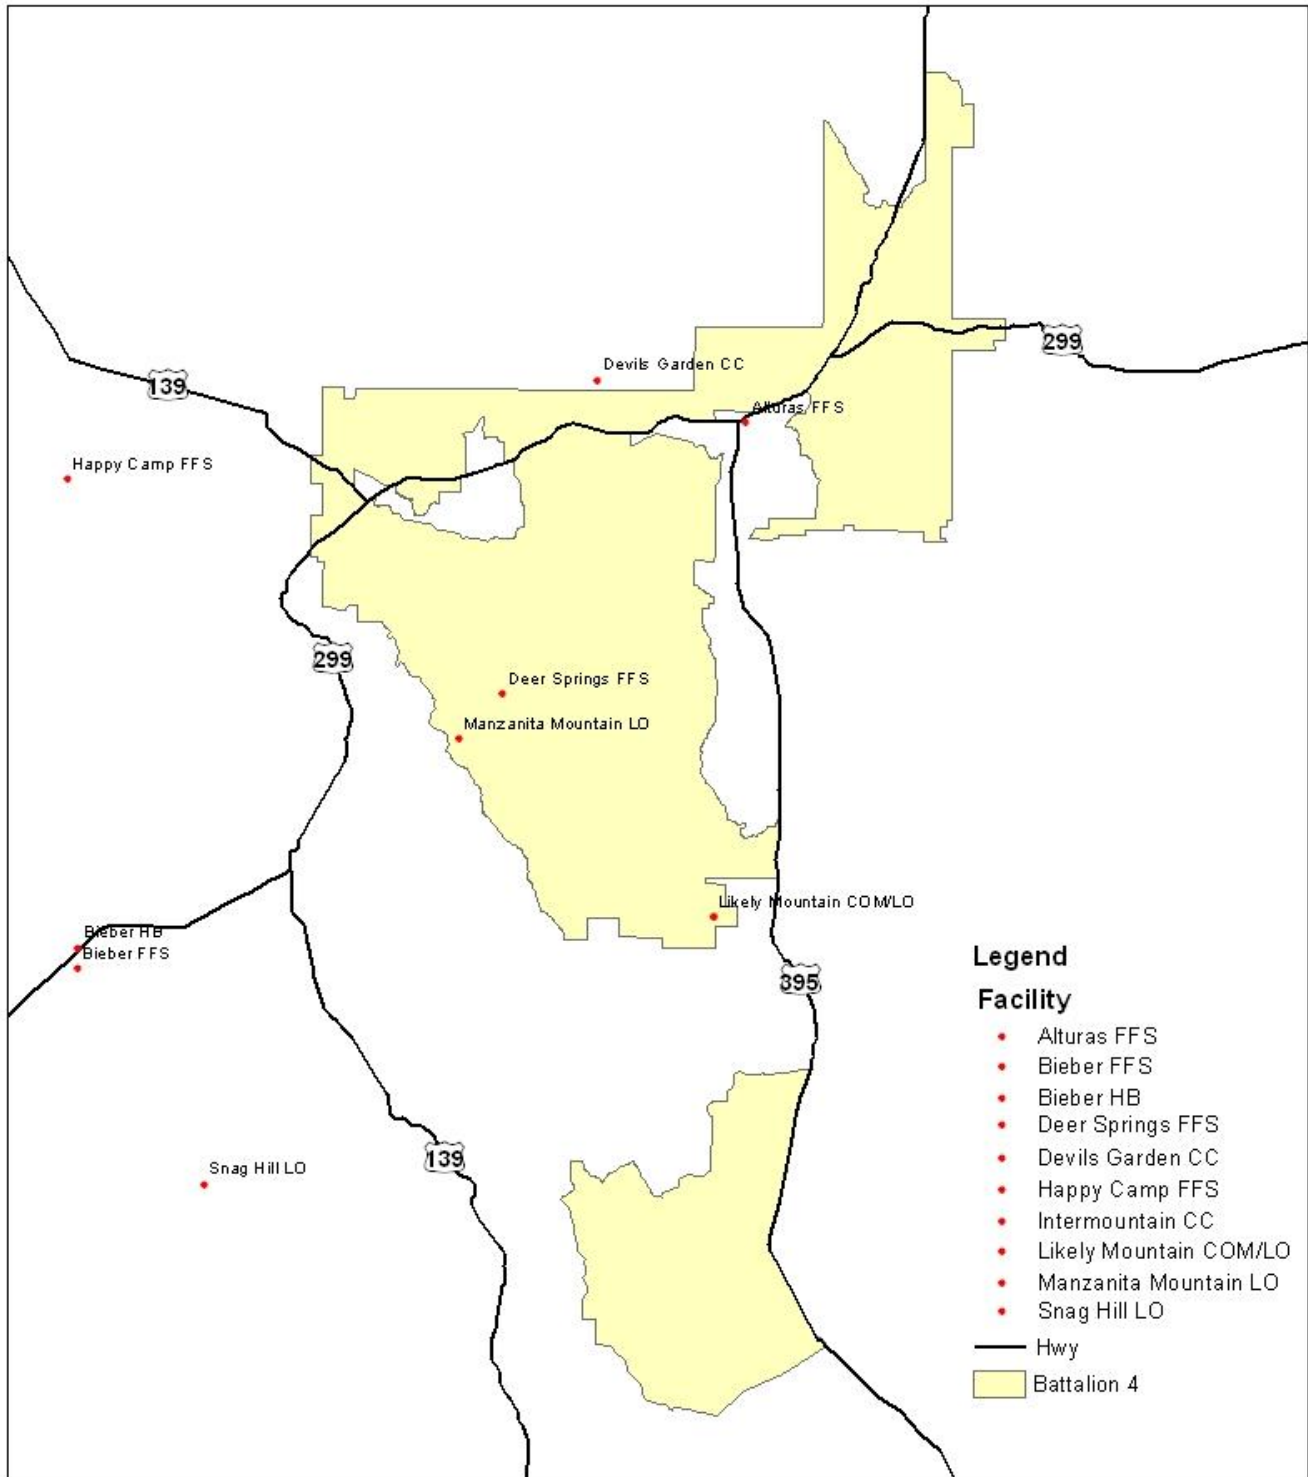 299
Devils Garden CC
139
Alturas FFS
Happy Camp FFS
299
Deer Springs FFS
Manzanita Mountain LO
Likely Mountain COM/LO
Bieber HB
Bieber FFS
395
139
Snag Hill LO
Legend
Facility
Alturas FFS
Bieber FFS
Bieber HB
Deer Springs FFS
Devils Garden CC
Happy Camp FFS
Intermountain CC
Likely Mountain COM/LO
Manzanita Mountain LO
Snag Hill LO
Hwy
Battalion 4